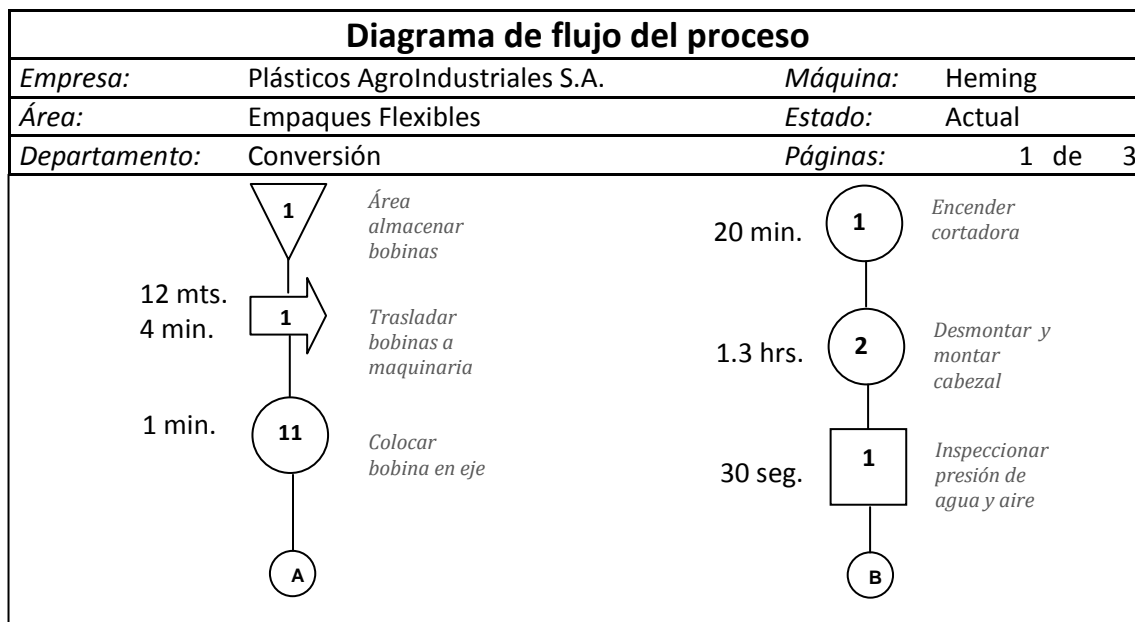 Diagrama de flujo del proceso
Empresa: Plásticos AgroIndustriales S.A. Máquina: Heming
Área: Empaques Flexibles Estado: Actual
Departamento: Conversión Páginas: 1 de 3
1
Área
almacenar
bobinas
12 mts.
4 min.
1
Trasladar
bobinas a
maquinaria
1 min.
11
Colocar
bobina en eje
A
20 min.
1
Encender
cortadora
1.3 hrs.
2
Desmontar y
montar
cabezal
30 seg.
1
Inspeccionar
presión de
agua y aire
B